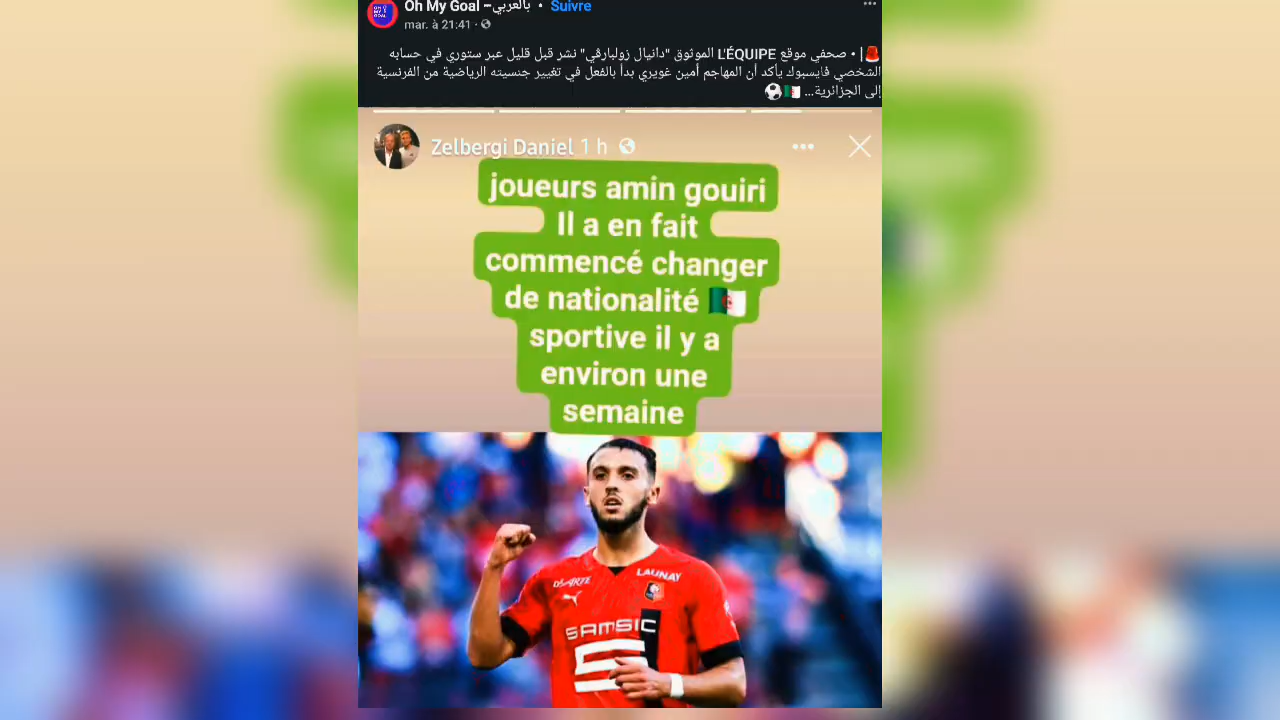 Oh My Goal –بالعربي • Suivre
mar. à 21:41
| • صحفي موقع L'ÉQUIPE الموثوق "دانيال زولبارڨي" نشر قبل قليل عبر ستوري في حسابه
الشخصي فايسبوك يأكد أن المهاجم أمين غويري بدأ بالفعل في تغيير جنسيته الرياضية من الفرنسية
إلى الجزائرية...
Zelbergi Daniel 1 h
joueurs amin gouiri
Il a en fait
commencé changer
de nationalité
sportive il y a
environ une
semaine
DISARTE
LAUNAY
SAMSIC